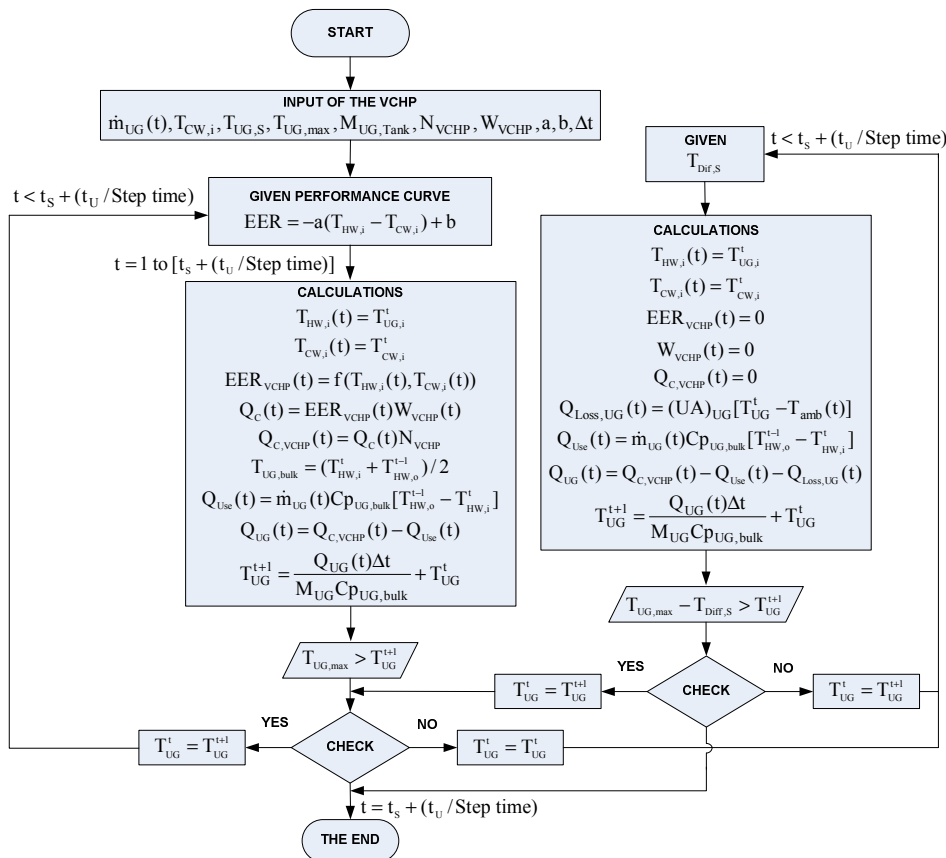 START
INPUT OF THE VCHP
ṁ_UG(t), T_CW,i, T_UG,S, T_UG,max, M_UG,Tank, N_VCHP, W_VCHP, a, b, Δt
t < t_S + (t_U / Step time)
GIVEN PERFORMANCE CURVE
EER = −a(T_HW,i − T_CW,i) + b
t = 1 to [t_S + (t_U / Step time)]
CALCULATIONS
T_HW,i(t) = T^t_UG,i
T_CW,i(t) = T^t_CW,i
EER_VCHP(t) = f(T_HW,i(t), T_CW,i(t))
Q_C(t) = EER_VCHP(t)W_VCHP(t)
Q_C,VCHP(t) = Q_C(t)N_VCHP
T_UG,bulk = (T^t_HW,i + T^t-1_HW,o) / 2
Q_Use(t) = ṁ_UG(t)Cp_UG,bulk[T^t-1_HW,o − T^t_HW,i]
Q_UG(t) = Q_C,VCHP(t) − Q_Use(t)
T^t+1_UG = Q_UG(t)Δt / M_UG Cp_UG,bulk + T^t_UG
T_UG,max > T^t+1_UG
YES
CHECK
NO
T^t_UG = T^t+1_UG
T^t_UG = T^t_UG
t = t_S + (t_U / Step time)
THE END
GIVEN
T_Dif,S
t < t_S + (t_U / Step time)
CALCULATIONS
T_HW,i(t) = T^t_UG,i
T_CW,i(t) = T^t_CW,i
EER_VCHP(t) = 0
W_VCHP(t) = 0
Q_C,VCHP(t) = 0
Q_Loss,UG(t) = (UA)_UG[T^t_UG − T_amb(t)]
Q_Use(t) = ṁ_UG(t)Cp_UG,bulk[T^t-1_HW,o − T^t_HW,i]
Q_UG(t) = Q_C,VCHP(t) − Q_Use(t) − Q_Loss,UG(t)
T^t+1_UG = Q_UG(t)Δt / M_UG Cp_UG,bulk + T^t_UG
T_UG,max − T_Diff,S > T^t+1_UG
YES
CHECK
NO
T^t_UG = T^t+1_UG
T^t_UG = T^t+1_UG